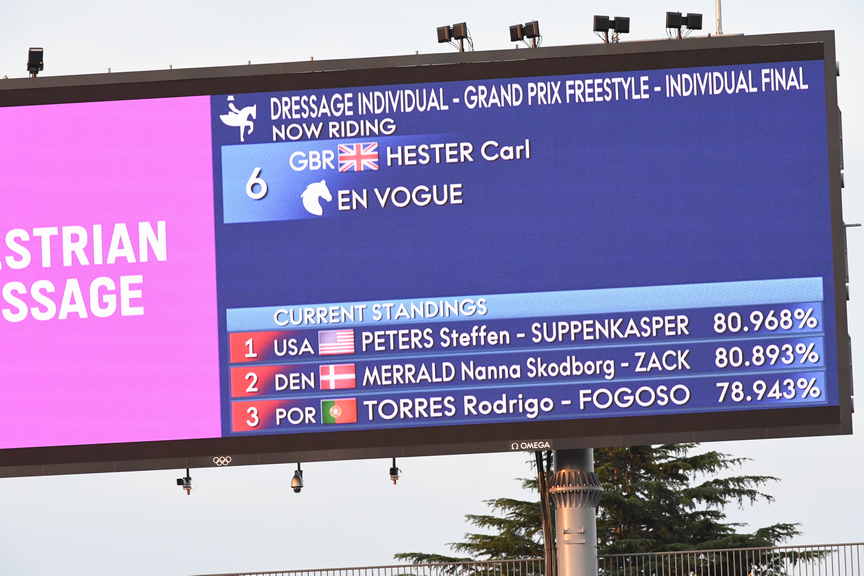 DRESSAGE INDIVIDUAL - GRAND PRIX FREESTYLE - INDIVIDUAL FINAL
NOW RIDING
6 GBR HESTER Carl
EN VOGUE
STRIAN
SSAGE
CURRENT STANDINGS
1 USA PETERS Steffen - SUPPENKASPER 80.968%
2 DEN MERRALD Nanna Skodborg - ZACK 80.893%
3 POR TORRES Rodrigo - FOGOSO 78.943%
Ω OMEGA